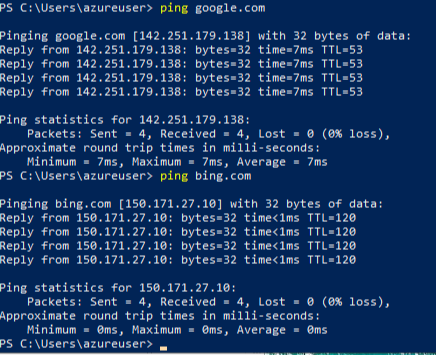 PS C:\Users\azureuser> ping google.com
Pinging google.com [142.251.179.138] with 32 bytes of data:
Reply from 142.251.179.138: bytes=32 time=7ms TTL=53
Reply from 142.251.179.138: bytes=32 time=7ms TTL=53
Reply from 142.251.179.138: bytes=32 time=7ms TTL=53
Reply from 142.251.179.138: bytes=32 time=7ms TTL=53
Ping statistics for 142.251.179.138:
    Packets: Sent = 4, Received = 4, Lost = 0 (0% loss),
Approximate round trip times in milli-seconds:
    Minimum = 7ms, Maximum = 7ms, Average = 7ms
PS C:\Users\azureuser> ping bing.com
Pinging bing.com [150.171.27.10] with 32 bytes of data:
Reply from 150.171.27.10: bytes=32 time<1ms TTL=120
Reply from 150.171.27.10: bytes=32 time<1ms TTL=120
Reply from 150.171.27.10: bytes=32 time<1ms TTL=120
Reply from 150.171.27.10: bytes=32 time<1ms TTL=120
Ping statistics for 150.171.27.10:
    Packets: Sent = 4, Received = 4, Lost = 0 (0% loss),
Approximate round trip times in milli-seconds:
    Minimum = 0ms, Maximum = 0ms, Average = 0ms
PS C:\Users\azureuser>